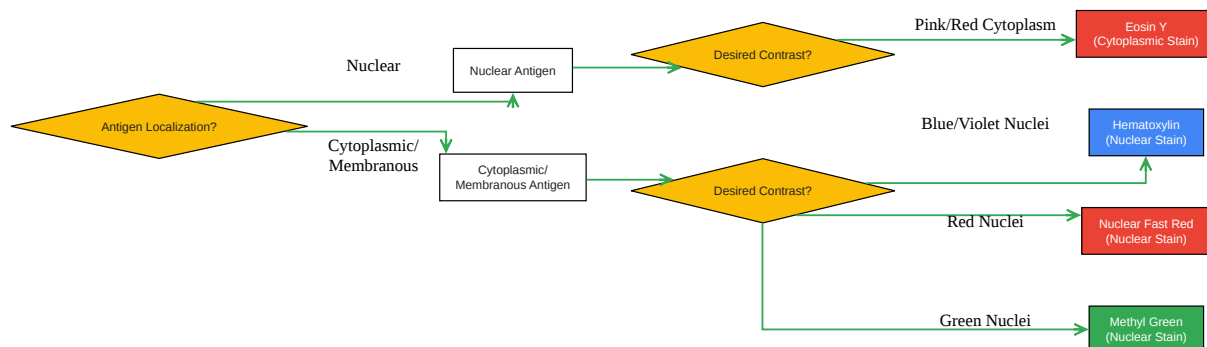 Pink/Red Cytoplasm
Eosin Y
(Cytoplasmic Stain)
Desired Contrast?
Nuclear
Nuclear Antigen
Antigen Localization?
Cytoplasmic/
Membranous
Cytoplasmic/
Membranous Antigen
Blue/Violet Nuclei
Hematoxylin
(Nuclear Stain)
Desired Contrast?
Red Nuclei
Nuclear Fast Red
(Nuclear Stain)
Green Nuclei
Methyl Green
(Nuclear Stain)